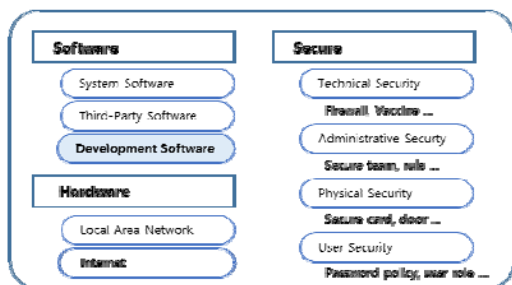 Software
System Software
Third-Party Software
Development Software
Hardware
Local Area Network
Internet
Secure
Technical Security
Firewall, Vaccine ...
Administrative Securty
Secure team, rule ...
Physical Security
Secure card, door ...
User Security
Password policy, user role ...